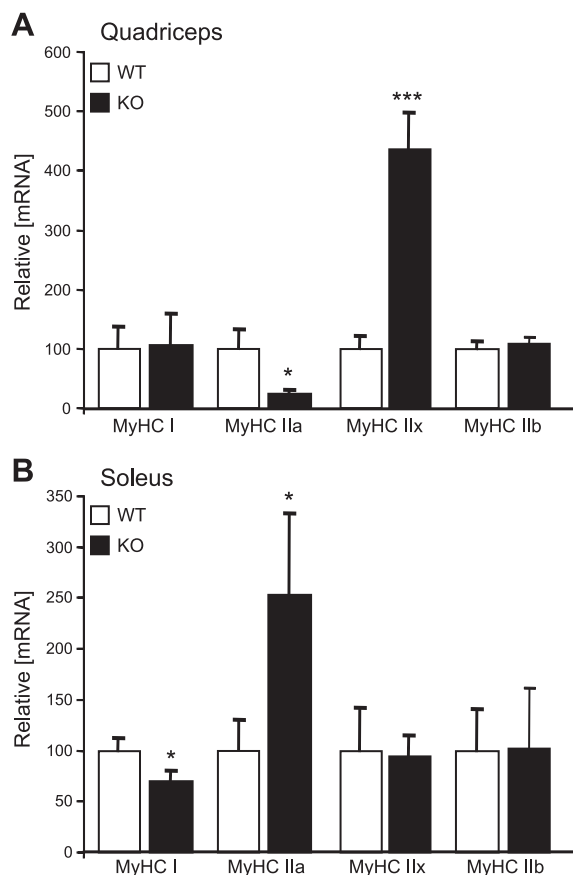 A Quadriceps
600
WT
KO
500
400
300
200
100
0
Relative [mRNA]
*
***
MyHC I MyHC IIa MyHC IIx MyHC IIb
B Soleus
350
WT
KO
300
250
200
150
100
50
0
Relative [mRNA]
*
*
MyHC I MyHC IIa MyHC IIx MyHC IIb